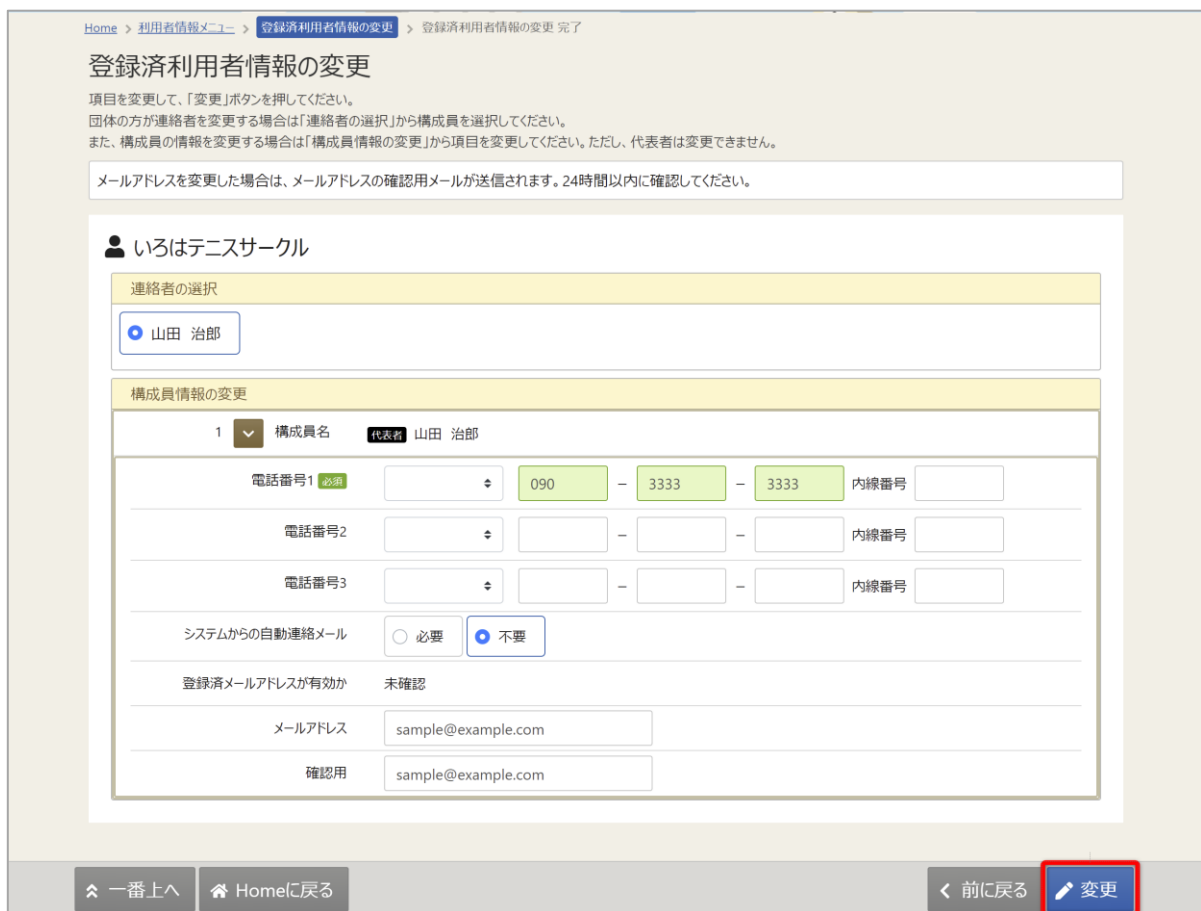 Home > 利用者情報メニュー > 登録済利用者情報の変更 > 登録済利用者情報の変更 完了
登録済利用者情報の変更
項目を変更して、「変更」ボタンを押してください。
団体の方が連絡者を変更する場合は「連絡者の選択」から構成員を選択してください。
また、構成員の情報を変更する場合は「構成員情報の変更」から項目を変更してください。ただし、代表者は変更できません。
メールアドレスを変更した場合は、メールアドレスの確認用メールが送信されます。24時間以内に確認してください。
いろはテニスサークル
連絡者の選択
山田 治郎
構成員情報の変更
1 構成員名 代表者 山田 治郎
電話番号1 必須 090 － 3333 － 3333 内線番号
電話番号2 － － 内線番号
電話番号3 － － 内線番号
システムからの自動連絡メール 必要 不要
登録済メールアドレスが有効か 未確認
メールアドレス sample@example.com
確認用 sample@example.com
一番上へ Homeに戻る 前に戻る 変更